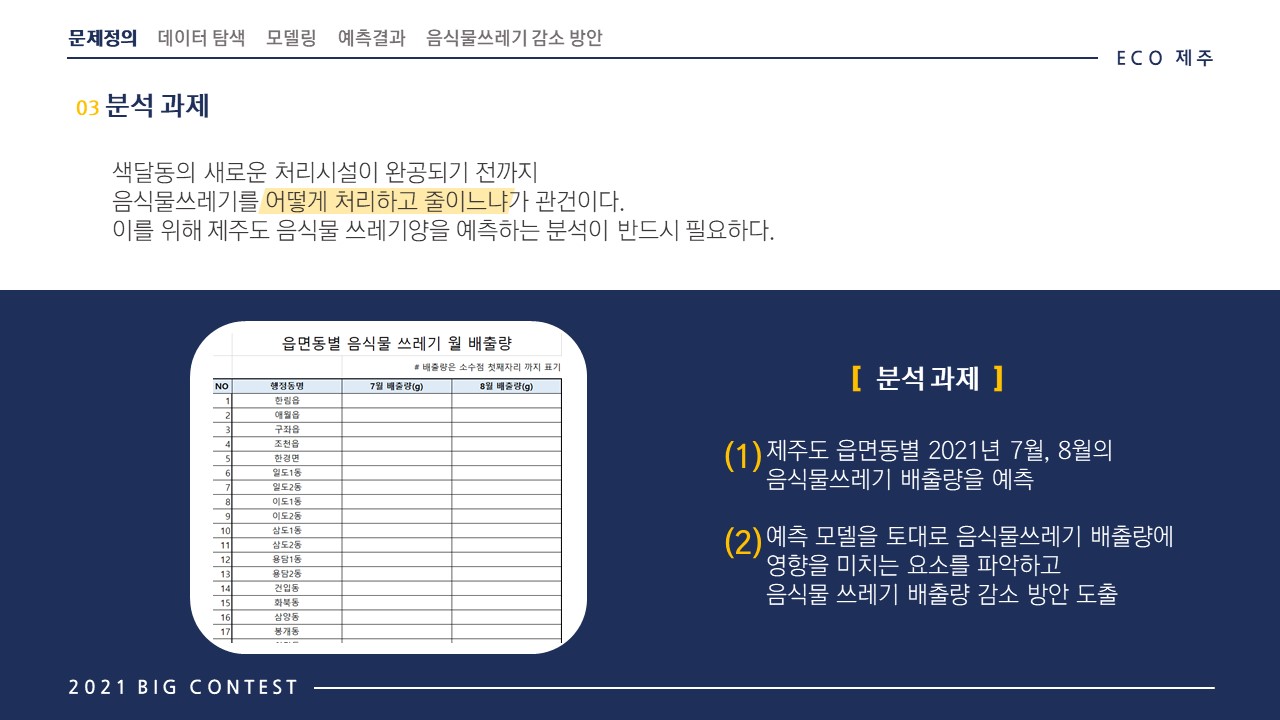 문제정의 데이터 탐색 모델링 예측결과 음식물쓰레기 감소 방안
ECO 제주
03 분석 과제
색달동의 새로운 처리시설이 완공되기 전까지
음식물쓰레기를 어떻게 처리하고 줄이느냐가 관건이다.
이를 위해 제주도 음식물 쓰레기양을 예측하는 분석이 반드시 필요하다.
읍면동별 음식물 쓰레기 월 배출량
# 배출량은 소수점 첫째자리 까지 표기
NO 행정동명 7월 배출량(g) 8월 배출량(g)
1 한림읍
2 애월읍
3 구좌읍
4 조천읍
5 한경면
6 일도1동
7 일도2동
8 이도1동
9 이도2동
10 삼도1동
11 삼도2동
12 용담1동
13 용담2동
14 건입동
15 화북동
16 삼양동
17 봉개동
[ 분석 과제 ]
(1) 제주도 읍면동별 2021년 7월, 8월의
음식물쓰레기 배출량을 예측
(2) 예측 모델을 토대로 음식물쓰레기 배출량에
영향을 미치는 요소를 파악하고
음식물 쓰레기 배출량 감소 방안 도출
2021 BIG CONTEST